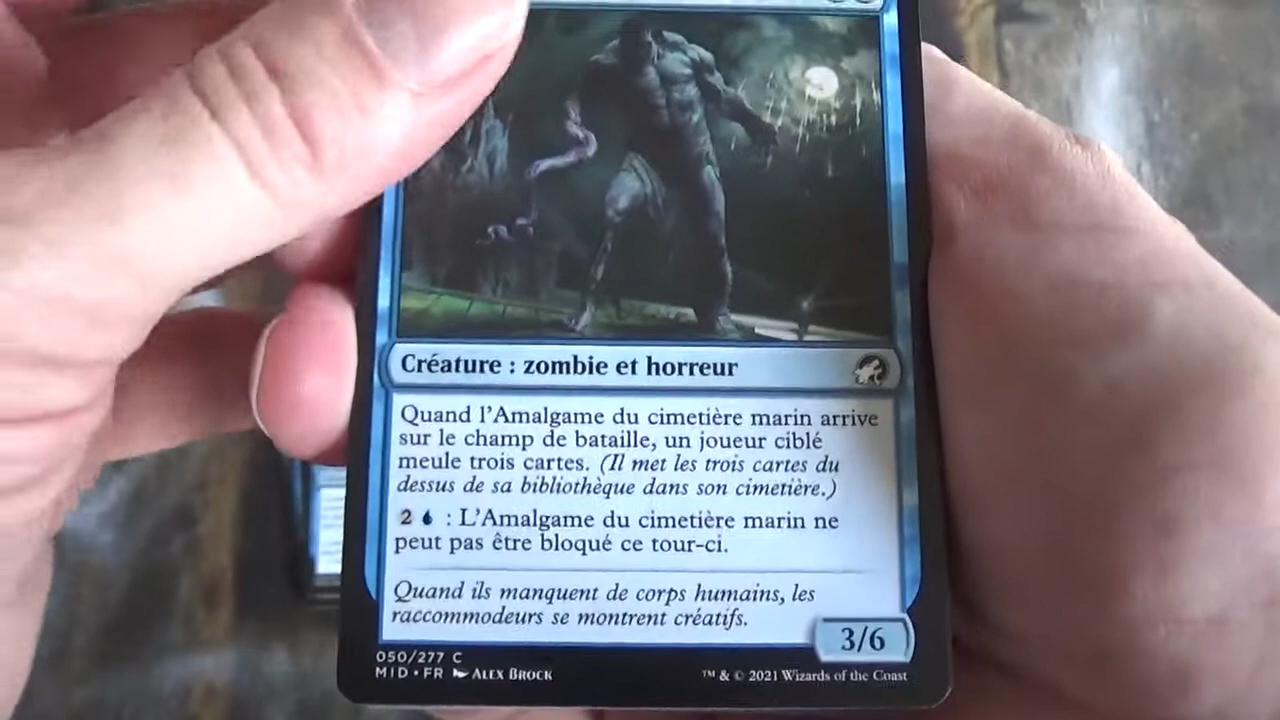 Créature : zombie et horreur
Quand l'Amalgame du cimetière marin arrive
sur le champ de bataille, un joueur ciblé
meule trois cartes. (Il met les trois cartes du
dessus de sa bibliothèque dans son cimetière.)
2 : L'Amalgame du cimetière marin ne
peut pas être bloqué ce tour-ci.
Quand ils manquent de corps humains, les
raccommodeurs se montrent créatifs.
3/6
050/277 C
MID • FR ALEX BROCK
™ & © 2021 Wizards of the Coast